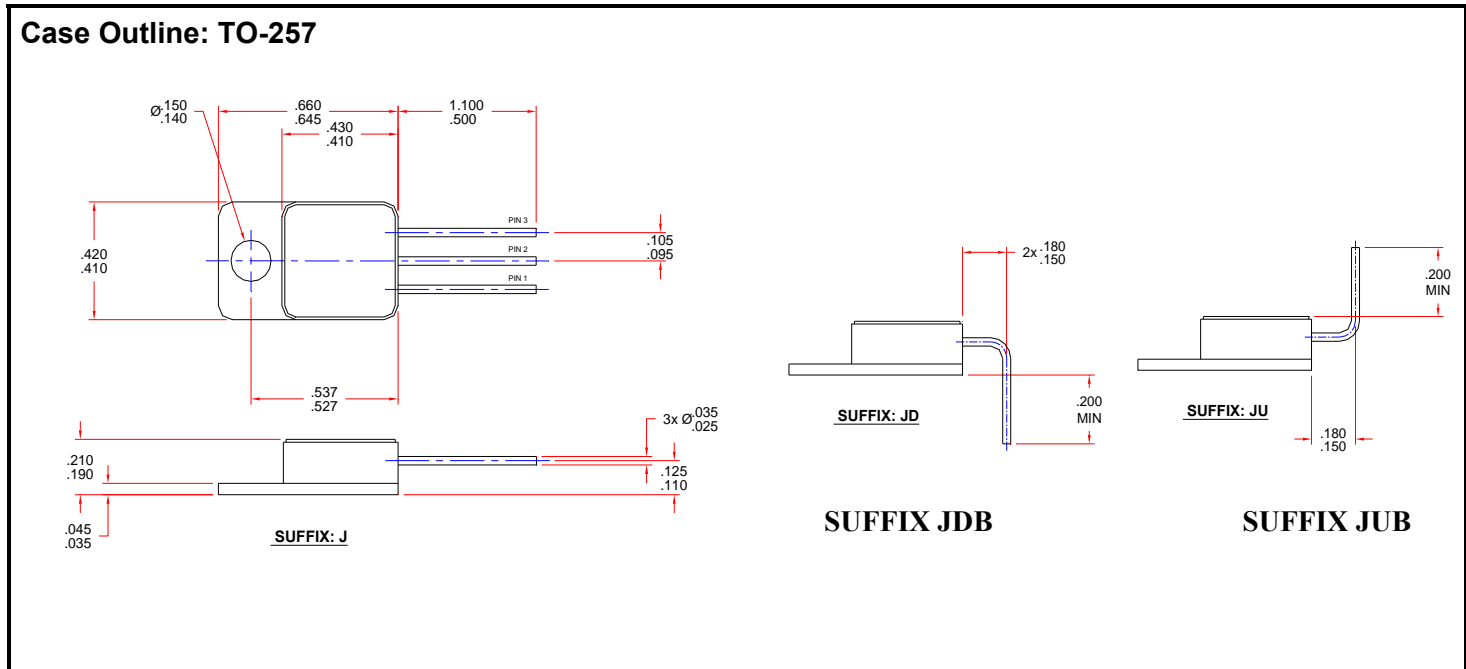 Case Outline: TO-257
Ø.150
.140
.660
.645
1.100
.500
.430
.410
PIN 3
PIN 2
PIN 1
.105
.095
.420
.410
.537
.527
3x Ø.035
.025
.210
.190
.125
.110
.045
.035
SUFFIX: J
2x .180
.150
.200
MIN
SUFFIX: JD
SUFFIX JDB
.200
MIN
SUFFIX: JU
.180
.150
SUFFIX JUB